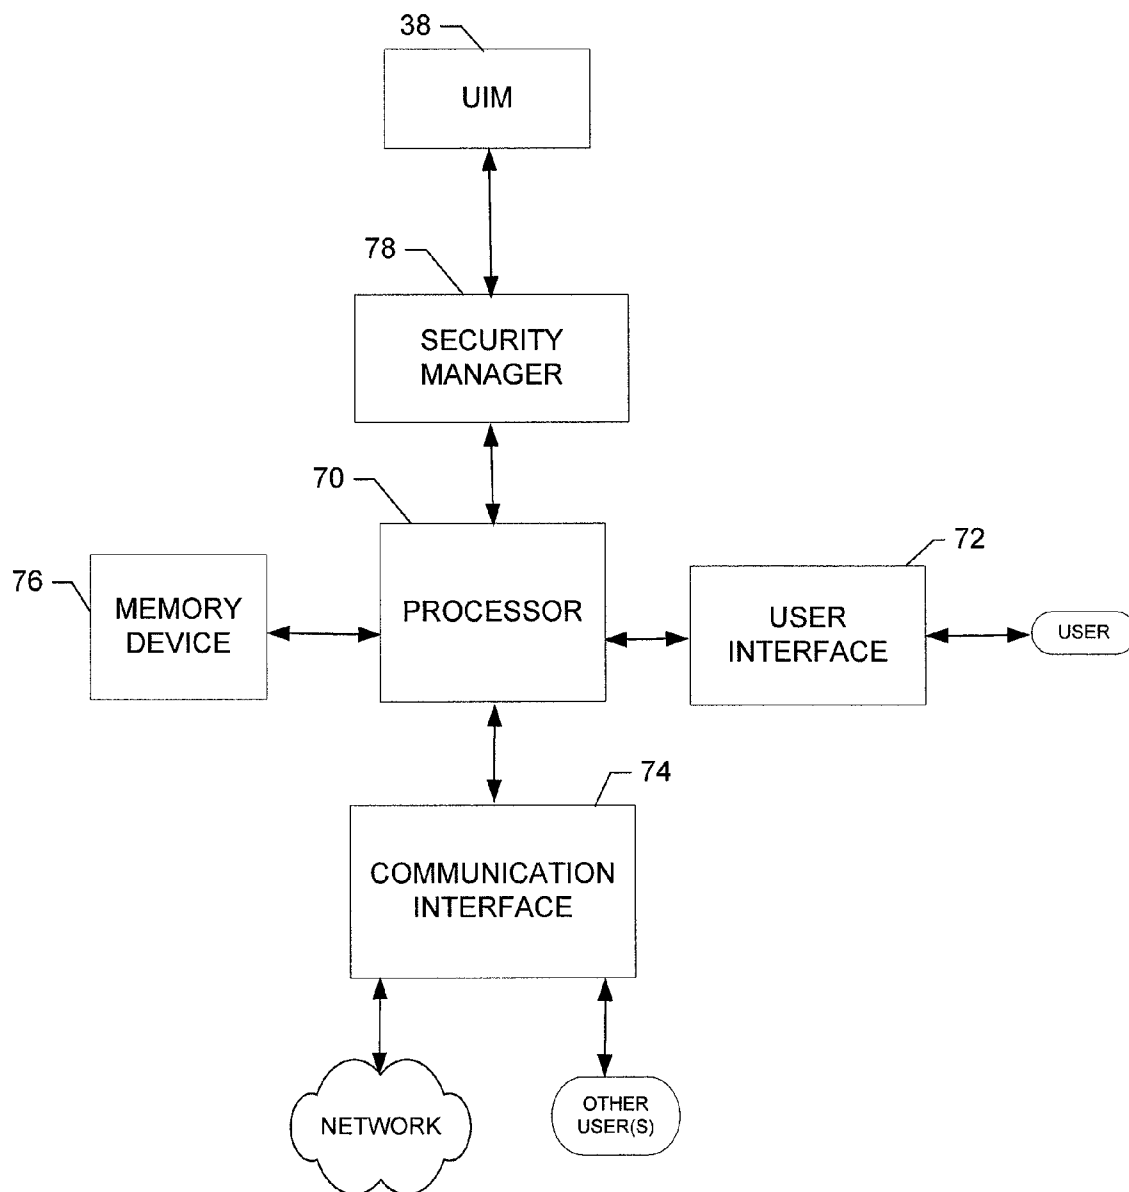 38
UIM
78
SECURITY
MANAGER
70
PROCESSOR
76
MEMORY
DEVICE
72
USER
INTERFACE
USER
74
COMMUNICATION
INTERFACE
NETWORK
OTHER
USER(S)